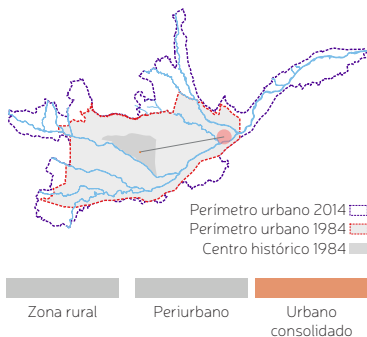 Perímetro urbano 2014
Perímetro urbano 1984
Centro histórico 1984
Zona rural
Periurbano
Urbano
consolidado